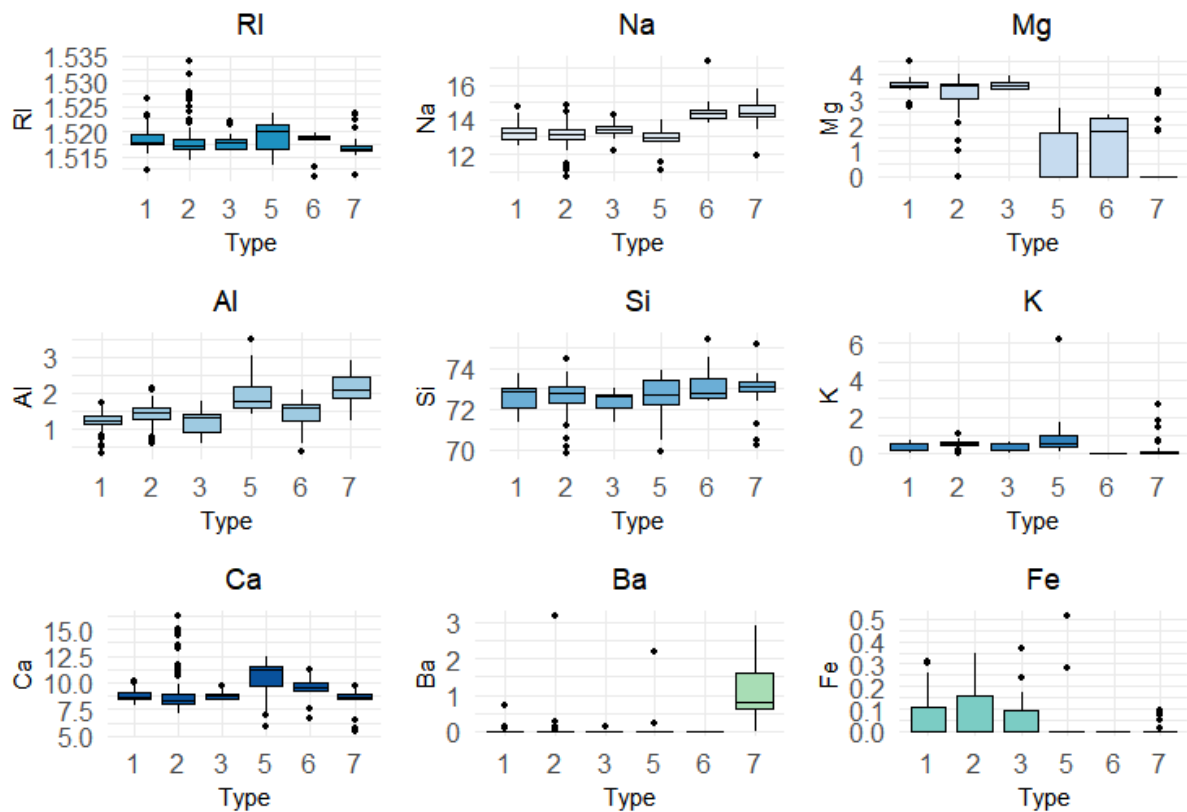 RI
RI
1.535
1.530
1.525
1.520
1.515
1 2 3 5 6 7
Type
Na
Na
16
14
12
1 2 3 5 6 7
Type
Mg
Mg
4
3
2
1
0
1 2 3 5 6 7
Type
Al
Al
3
2
1
1 2 3 5 6 7
Type
Si
Si
74
72
70
1 2 3 5 6 7
Type
K
K
6
4
2
0
1 2 3 5 6 7
Type
Ca
Ca
15.0
12.5
10.0
7.5
5.0
1 2 3 5 6 7
Type
Ba
Ba
3
2
1
0
1 2 3 5 6 7
Type
Fe
Fe
0.5
0.4
0.3
0.2
0.1
0.0
1 2 3 5 6 7
Type